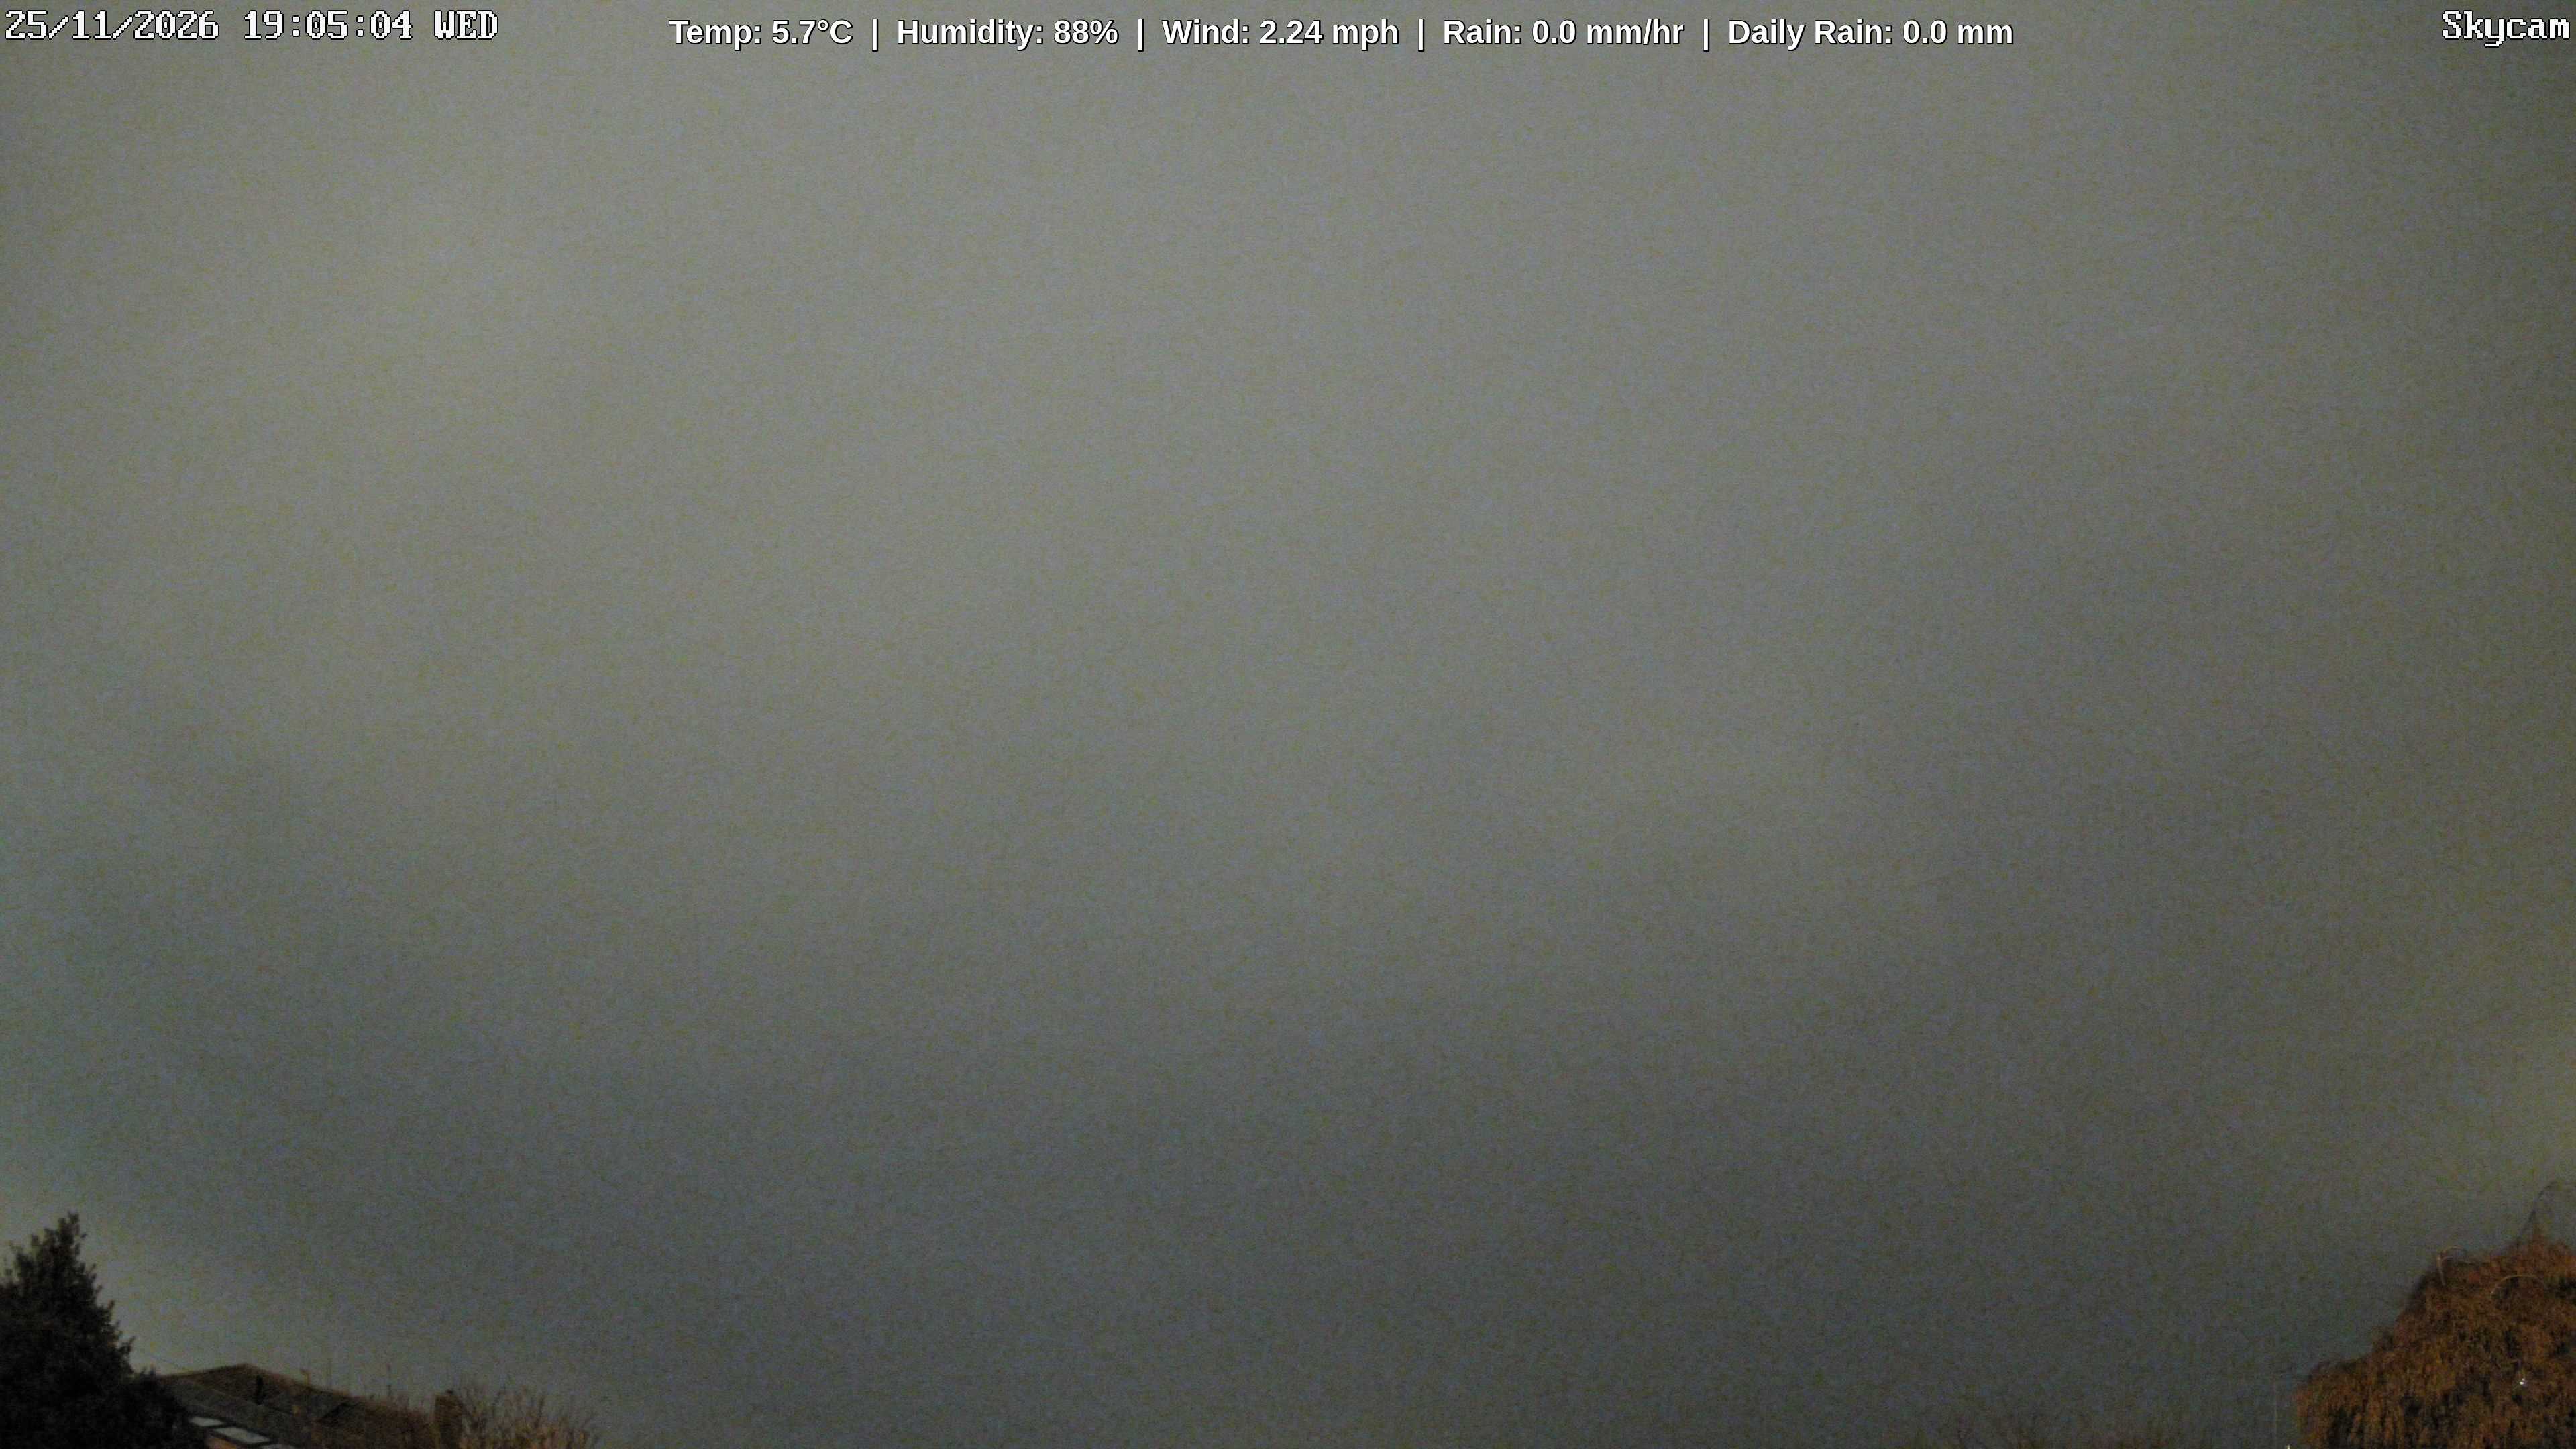 25/11/2026 19:05:04 WED
Temp: 5.7°C | Humidity: 88% | Wind: 2.24 mph | Rain: 0.0 mm/hr | Daily Rain: 0.0 mm
Skycam